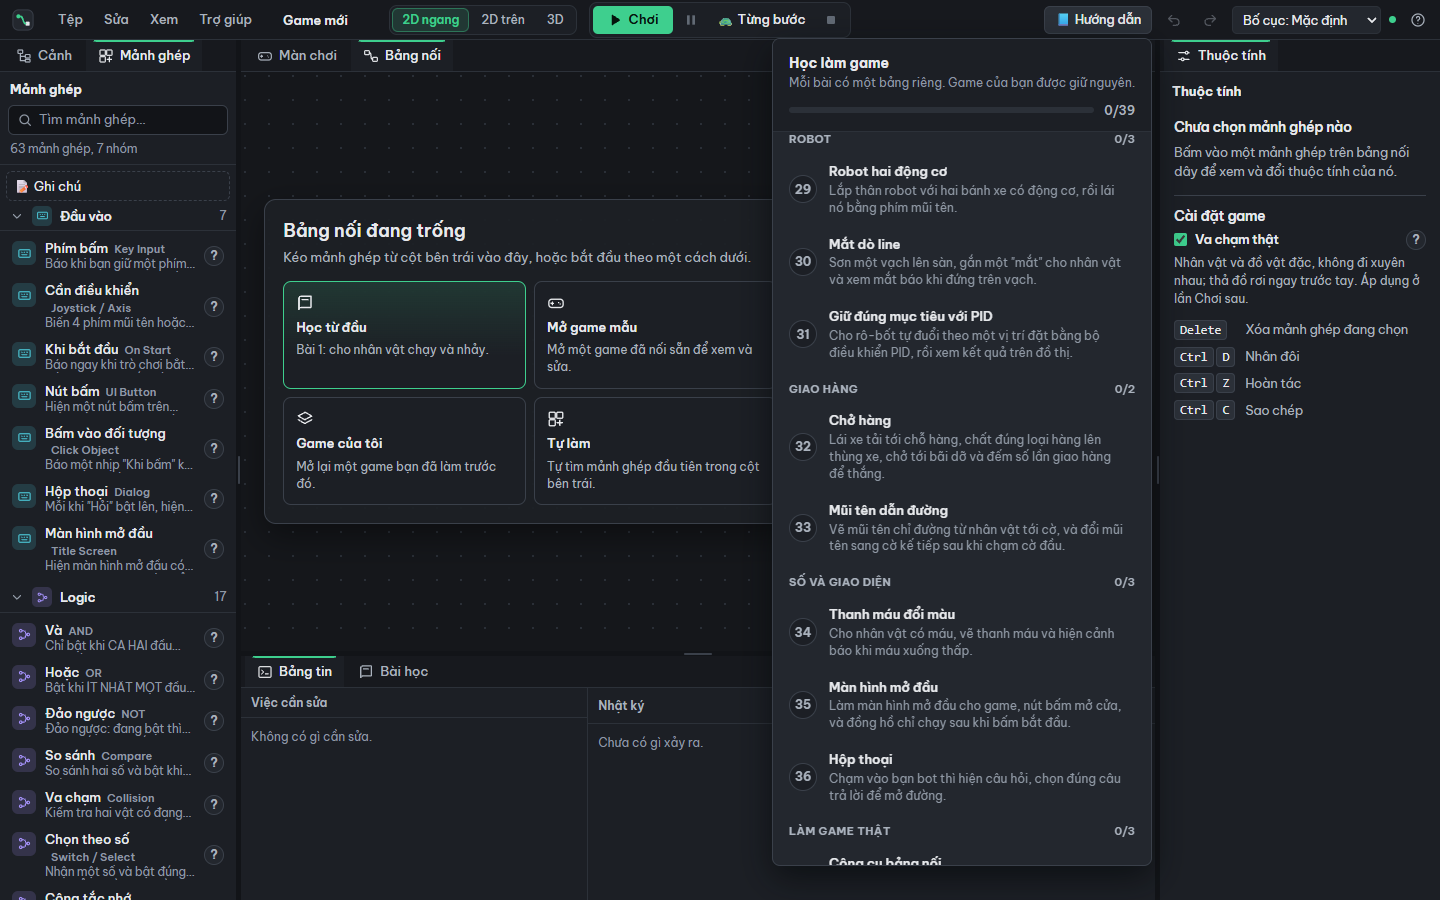 Tệp Sửa Xem Trợ giúp Game mới 2D ngang 2D trên 3D Chơi Từng bước Hướng dẫn Bố cục: Mặc định
Cảnh Mảnh ghép
Mảnh ghép
Tìm mảnh ghép...
63 mảnh ghép, 7 nhóm
Ghi chú
Đầu vào 7
Phím bấm Key Input ?
Báo khi bạn giữ một phím...
Cần điều khiển
Joystick / Axis ?
Biến 4 phím mũi tên hoặc...
Khi bắt đầu On Start ?
Báo ngay khi trò chơi bắt...
Nút bấm UI Button ?
Hiện một nút bấm trên...
Bấm vào đối tượng
Click Object ?
Báo một nhịp "Khi bấm" k...
Hộp thoại Dialog ?
Mỗi khi "Hỏi" bật lên, hiện...
Màn hình mở đầu
Title Screen ?
Hiện màn hình mở đầu có...
Logic 17
Và AND ?
Chỉ bật khi CẢ HAI đầu...
Hoặc OR ?
Bật khi ÍT NHẤT MỘT đầu...
Đảo ngược NOT ?
Đảo ngược: đang bật thì...
So sánh Compare ?
So sánh hai số và bật khi...
Va chạm Collision ?
Kiểm tra hai vật có đang...
Chọn theo số
Switch / Select ?
Nhận một số và bật đúng...
Công tắc nhớ
Màn chơi Bảng nối
Bảng nối đang trống
Kéo mảnh ghép từ cột bên trái vào đây, hoặc bắt đầu theo một cách dưới.
Học từ đầu
Bài 1: cho nhân vật chạy và nhảy.
Mở game mẫu
Mở một game đã nối sẵn để xem và
sửa.
Game của tôi
Mở lại một game bạn đã làm trước
đó.
Tự làm
Tự tìm mảnh ghép đầu tiên trong cột
bên trái.
Bảng tin Bài học
Việc cần sửa
Không có gì cần sửa.
Nhật ký
Chưa có gì xảy ra.
Học làm game
Mỗi bài có một bảng riêng. Game của bạn được giữ nguyên.
0/39
ROBOT 0/3
29 Robot hai động cơ
Lắp thân robot với hai bánh xe có động cơ, rồi lái
nó bằng phím mũi tên.
30 Mắt dò line
Sơn một vạch lên sàn, gắn một "mắt" cho nhân vật
và xem mắt báo khi đứng trên vạch.
31 Giữ đúng mục tiêu với PID
Cho rô-bốt tự đuổi theo một vị trí đặt bằng bộ
điều khiển PID, rồi xem kết quả trên đồ thị.
GIAO HÀNG 0/2
32 Chở hàng
Lái xe tải tới chỗ hàng, chất đúng loại hàng lên
thùng xe, chở tới bãi dỡ và đếm số lần giao hàng
để thắng.
33 Mũi tên dẫn đường
Vẽ mũi tên chỉ đường từ nhân vật tới cờ, và đổi mũi
tên sang cờ kế tiếp sau khi chạm cờ đầu.
SỐ VÀ GIAO DIỆN 0/3
34 Thanh máu đổi màu
Cho nhân vật có máu, vẽ thanh máu và hiện cảnh
báo khi máu xuống thấp.
35 Màn hình mở đầu
Làm màn hình mở đầu cho game, nút bấm mở cửa,
và đồng hồ chỉ chạy sau khi bấm bắt đầu.
36 Hộp thoại
Chạm vào bạn bot thì hiện câu hỏi, chọn đúng câu
trả lời để mở đường.
LÀM GAME THẬT 0/3
Công cụ bảng nối
Thuộc tính
Thuộc tính
Chưa chọn mảnh ghép nào
Bấm vào một mảnh ghép trên bảng nối
dây để xem và đổi thuộc tính của nó.
Cài đặt game
Va chạm thật ?
Nhân vật và đồ vật đặc, không đi xuyên
nhau; thả đồ rơi ngay trước tay. Áp dụng ở
lần Chơi sau.
Delete Xóa mảnh ghép đang chọn
Ctrl D Nhân đôi
Ctrl Z Hoàn tác
Ctrl C Sao chép